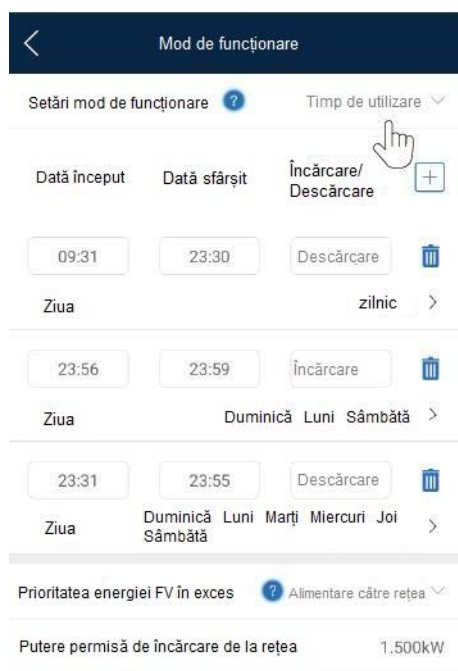 Mod de funcționare
Setări mod de funcționare ? Timp de utilizare
Dată început Dată sfârșit Încărcare/
Descărcare
09:31 23:30 Descărcare
Ziua zilnic
23:56 23:59 Încărcare
Ziua Duminică Luni Sâmbătă
23:31 23:55 Descărcare
Ziua Duminică Luni Marți Miercuri Joi
Sâmbătă
Prioritatea energiei FV în exces ? Alimentare către rețea
Putere permisă de încărcare de la rețea 1.500kW